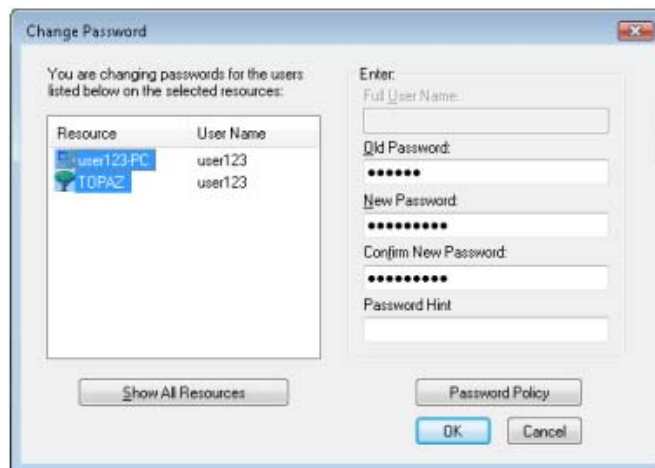 Change Password
You are changing passwords for the users
listed below on the selected resources:
Resource User Name
user123-PC user123
TOPAZ user123
Show All Resources
Enter:
Full User Name:
Old Password:
●●●●●●
New Password:
●●●●●●●●●
Confirm New Password:
●●●●●●●●●
Password Hint
Password Policy
OK Cancel